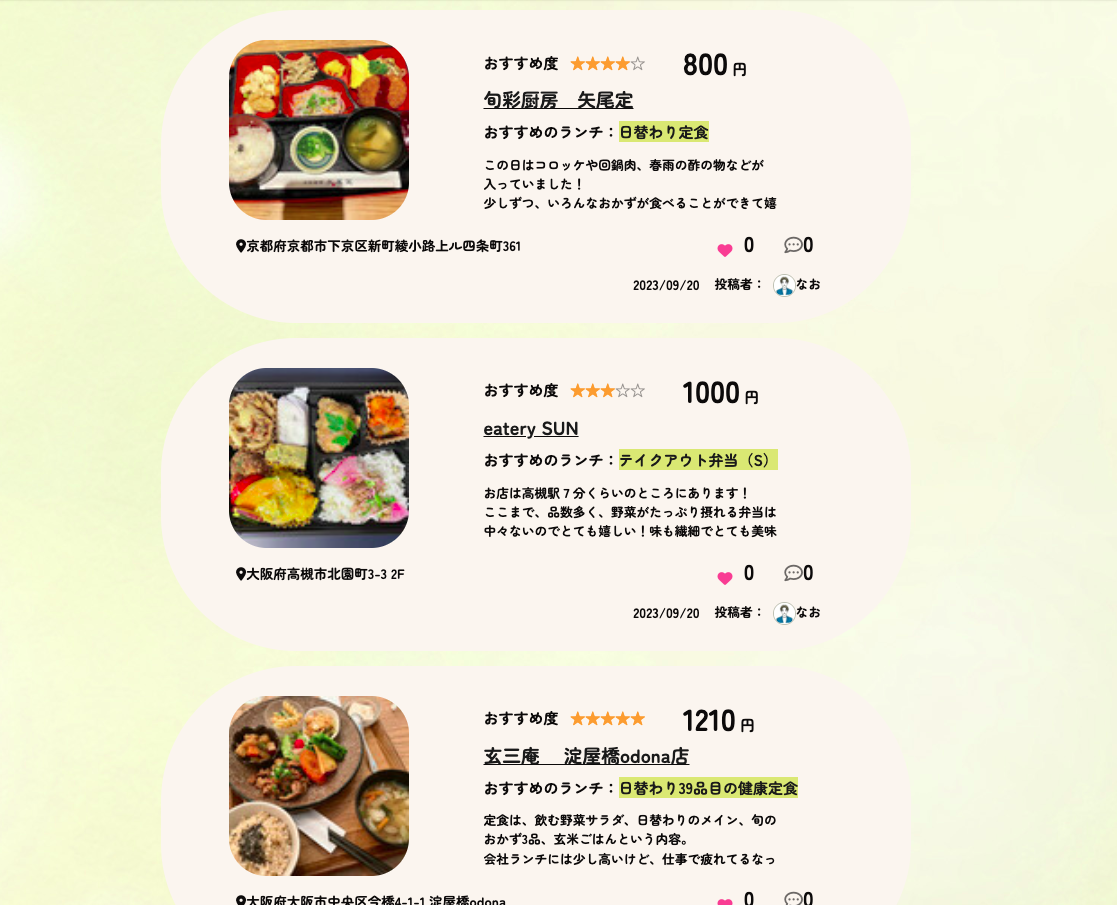 おすすめ度 ★★★★☆ 800 円
旬彩厨房 矢尾定
おすすめのランチ：日替わり定食
この日はコロッケや回鍋肉、春雨の酢の物などが
入っていました！
少しずつ、いろんなおかずが食べることができて嬉
京都府京都市下京区新町綾小路上ル四条町361 0 0
2023/09/20 投稿者： なお
おすすめ度 ★★★☆☆ 1000 円
eatery SUN
おすすめのランチ：テイクアウト弁当（S）
お店は高槻駅７分くらいのところにあります！
ここまで、品数多く、野菜がたっぷり摂れる弁当は
中々ないのでとても嬉しい！味も繊細でとても美味
大阪府高槻市北園町3-3 2F 0 0
2023/09/20 投稿者： なお
おすすめ度 ★★★★★ 1210 円
玄三庵 淀屋橋odona店
おすすめのランチ：日替わり39品目の健康定食
定食は、飲む野菜サラダ、日替わりのメイン、旬の
おかず3品、玄米ごはんという内容。
会社ランチには少し高いけど、仕事で疲れてるなっ
大阪府大阪市中央区今橋4-1-1 淀屋橋odona 0 0